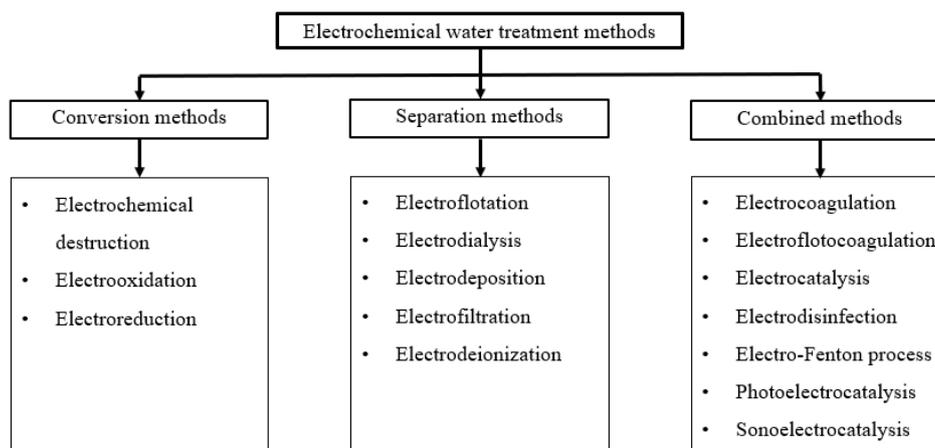 Electrochemical water treatment methods
Conversion methods
Separation methods
Combined methods
• Electrochemical
destruction
• Electrooxidation
• Electroreduction
• Electroflotation
• Electrodialysis
• Electrodeposition
• Electrofiltration
• Electrodeionization
• Electrocoagulation
• Electroflotocoagulation
• Electrocatalysis
• Electrodisinfection
• Electro-Fenton process
• Photoelectrocatalysis
• Sonoelectrocatalysis